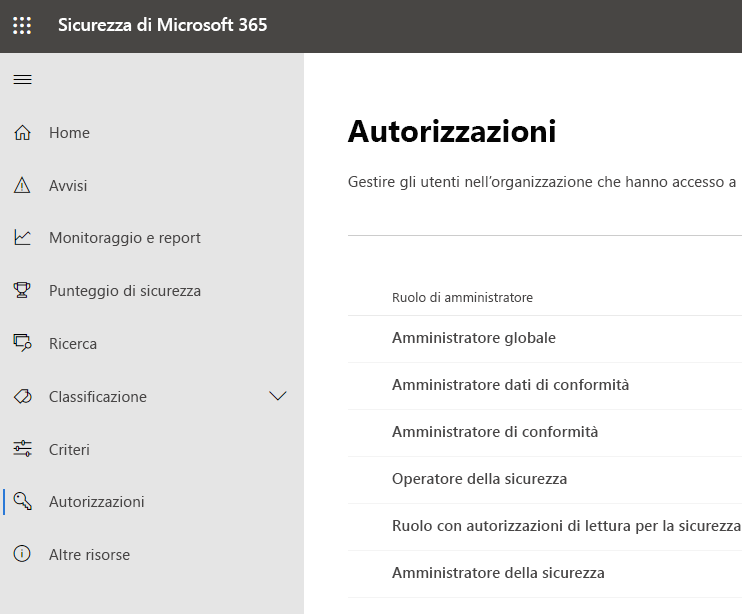 Sicurezza di Microsoft 365
Home
Avvisi
Monitoraggio e report
Punteggio di sicurezza
Ricerca
Classificazione
Criteri
Autorizzazioni
Altre risorse
Autorizzazioni
Gestire gli utenti nell'organizzazione che hanno accesso a
Ruolo di amministratore
Amministratore globale
Amministratore dati di conformità
Amministratore di conformità
Operatore della sicurezza
Ruolo con autorizzazioni di lettura per la sicurezza
Amministratore della sicurezza